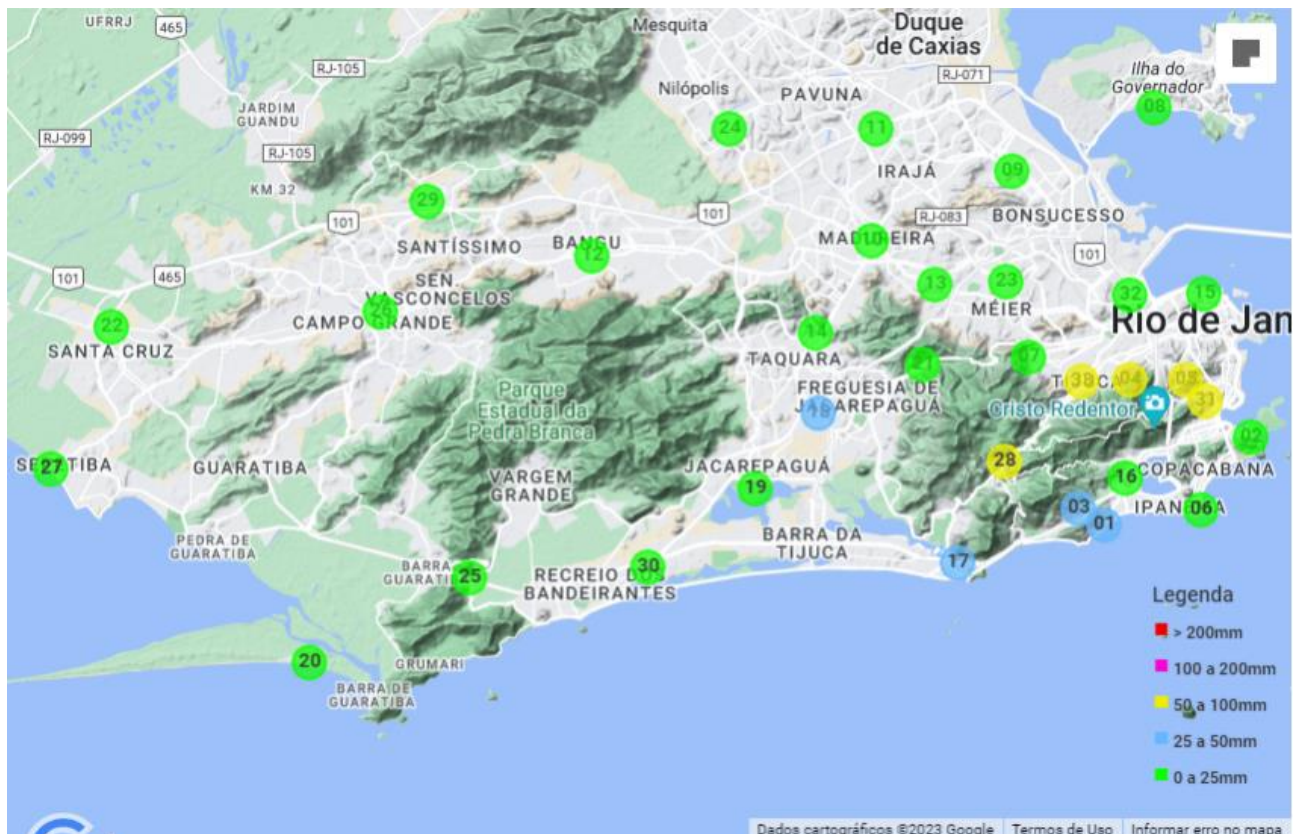 UFRRJ
465
Mesquita
Duque
de Caxias
RJ-105
RJ-071
Ilha do
Governador
08
Nilópolis
PAVUNA
JARDIM
GUANDU
24
11
RJ-099
RJ-105
IRAJÁ
09
KM 32
29
101
101
RJ-083
BONSUCESSO
SANTÍSSIMO
BANGU
12
MADUREIRA
10
101
101
465
SEN.
VASCONCELOS
26
CAMPO GRANDE
13
23
MÉIER
32
15
22
SANTA CRUZ
14
TAQUARA
Rio de Jan
21
07
FREGUESIA DE
JACAREPAGUÁ
18
38
04
31
Cristo Redentor
Parque
Estadual da
Pedra Branca
02
SEPETIBA
27
GUARATIBA
VARGEM
GRANDE
JACAREPAGUÁ
19
28
16
COPACABANA
IPANEMA
06
03
01
PEDRA DE
GUARATIBA
BARRA DA
TIJUCA
17
BARRA
GUARATI
25
RECREIO DOS
BANDEIRANTES
30
20
GRUMARI
BARRA DE
GUARATIBA
Legenda
> 200mm
100 a 200mm
50 a 100mm
25 a 50mm
0 a 25mm
Dados cartográficos ©2023 Google
Termos de Uso
Informar erro no mapa